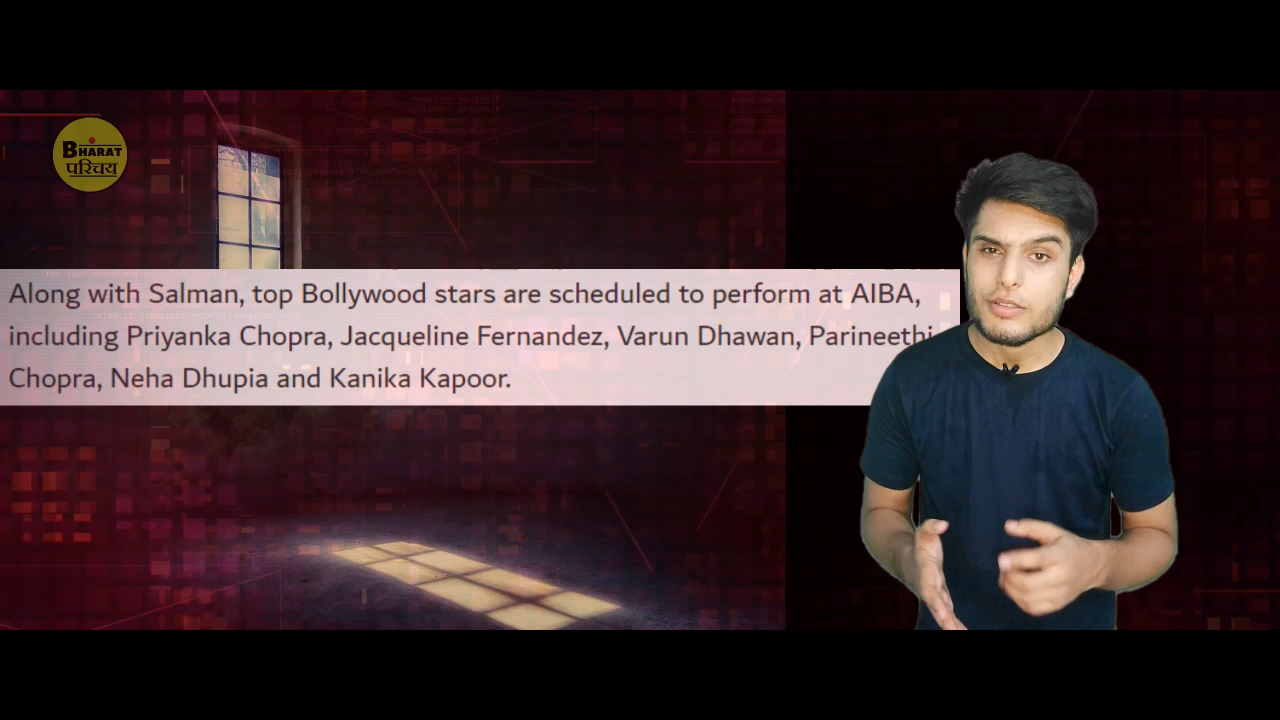 BHARAT
परिचय
Along with Salman, top Bollywood stars are scheduled to perform at AIBA,
including Priyanka Chopra, Jacqueline Fernandez, Varun Dhawan, Parineethi
Chopra, Neha Dhupia and Kanika Kapoor.